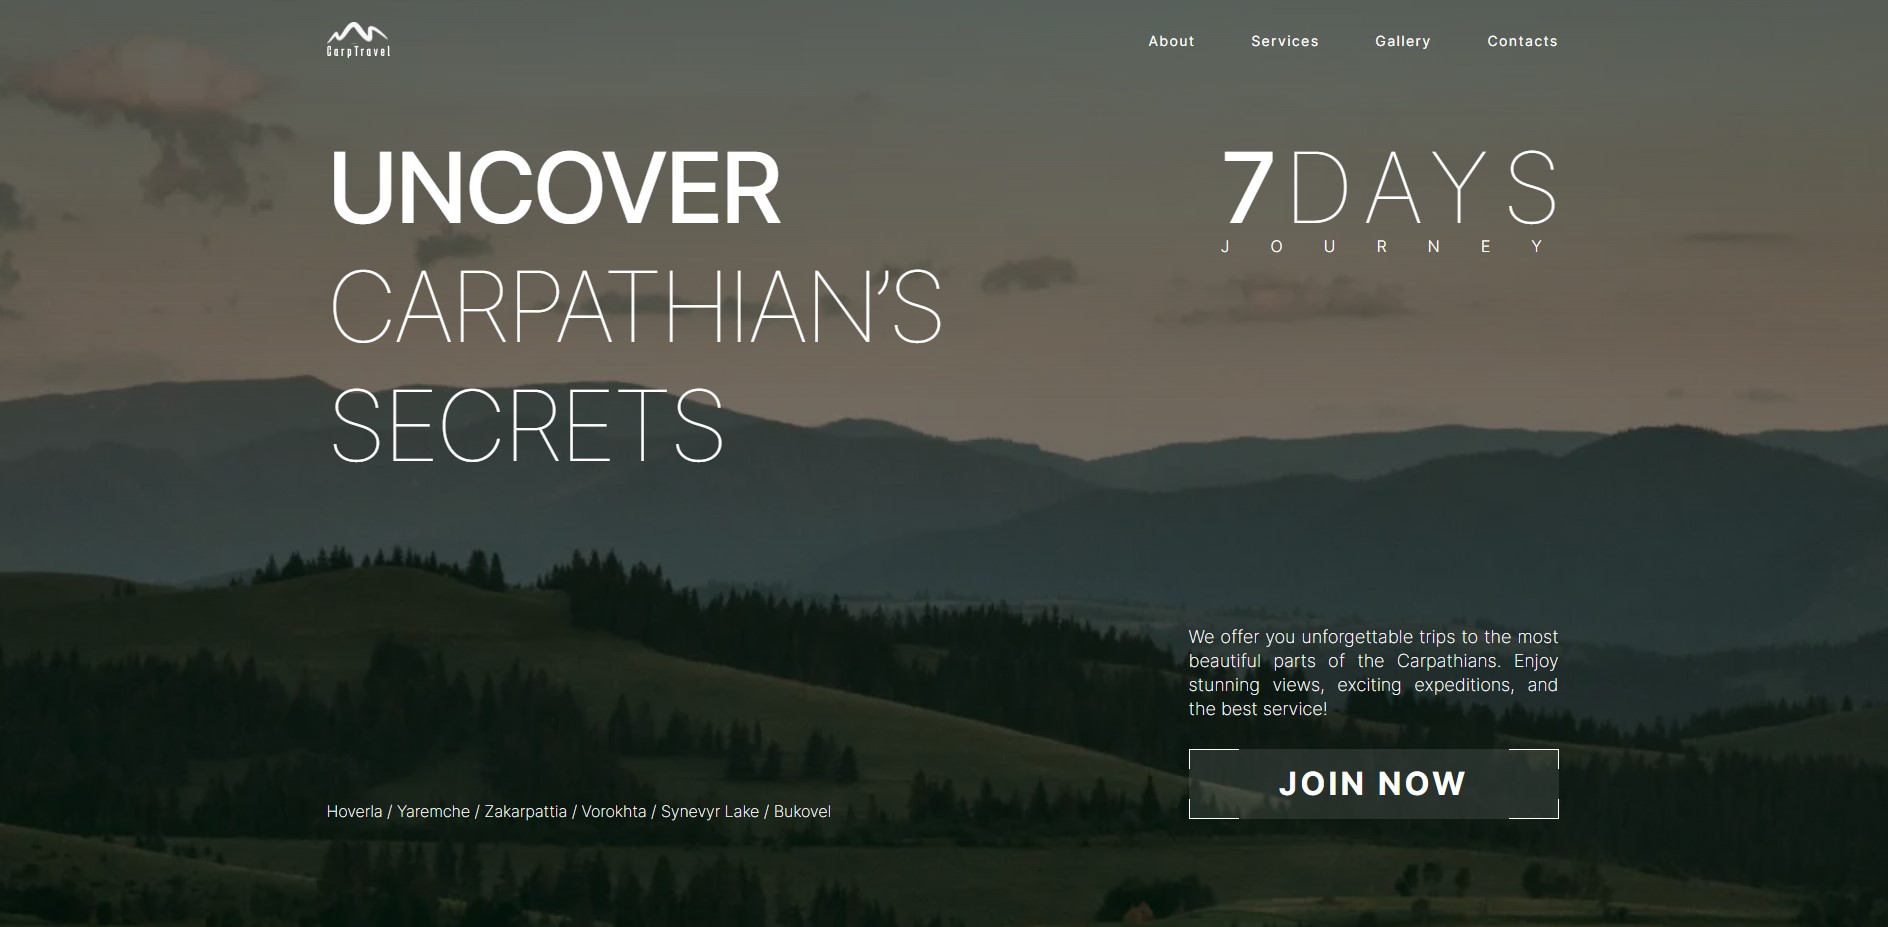 CarpTravel
About Services Gallery Contacts
UNCOVER
CARPATHIAN’S
SECRETS
7DAYS
JOURNEY
We offer you unforgettable trips to the most
beautiful parts of the Carpathians. Enjoy
stunning views, exciting expeditions, and
the best service!
JOIN NOW
Hoverla / Yaremche / Zakarpattia / Vorokhta / Synevyr Lake / Bukovel